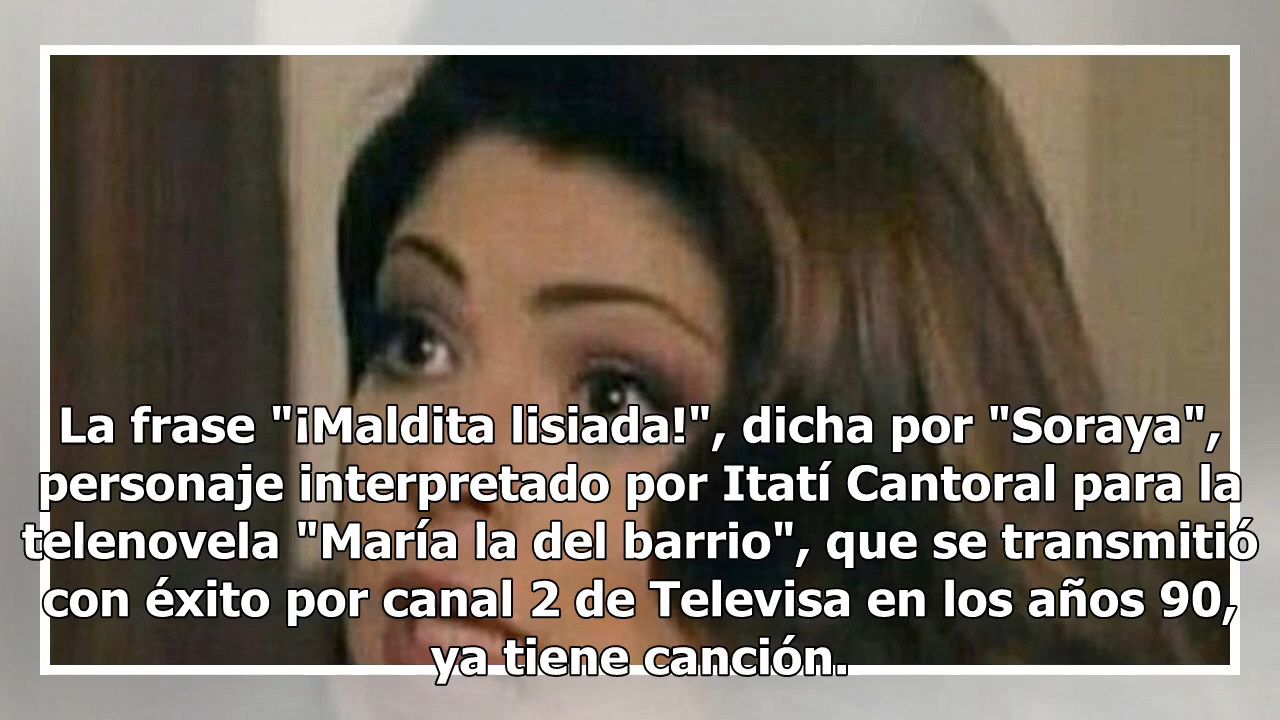 La frase "¡Maldita lisiada!", dicha por "Soraya",
personaje interpretado por Itatí Cantoral para la
telenovela "María la del barrio", que se transmitió
con éxito por canal 2 de Televisa en los años 90,
ya tiene canción.